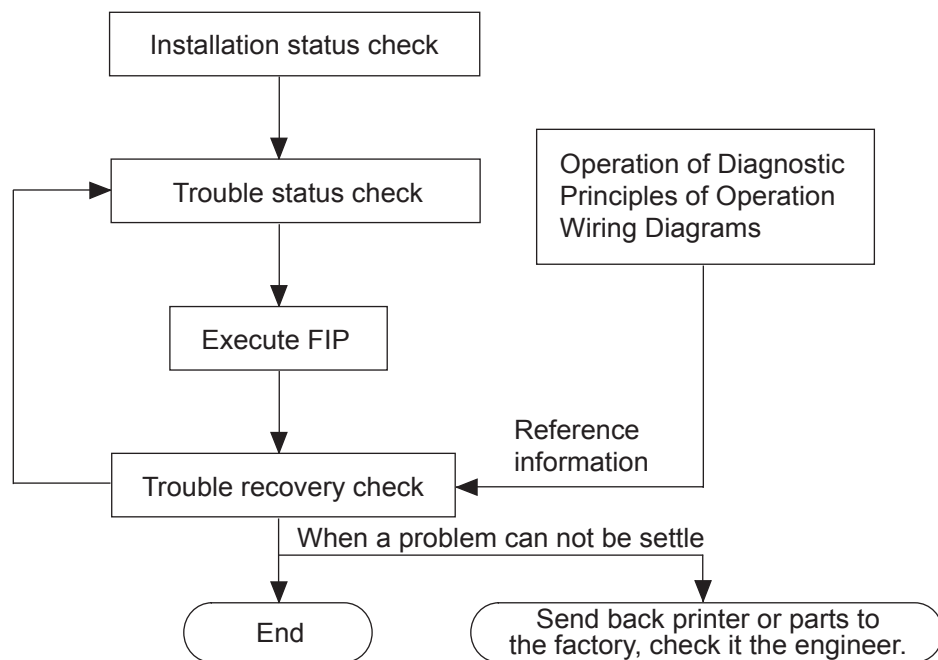 Installation status check
Trouble status check
Operation of Diagnostic
Principles of Operation
Wiring Diagrams
Execute FIP
Reference
information
Trouble recovery check
When a problem can not be settle
End
Send back printer or parts to
the factory, check it the engineer.